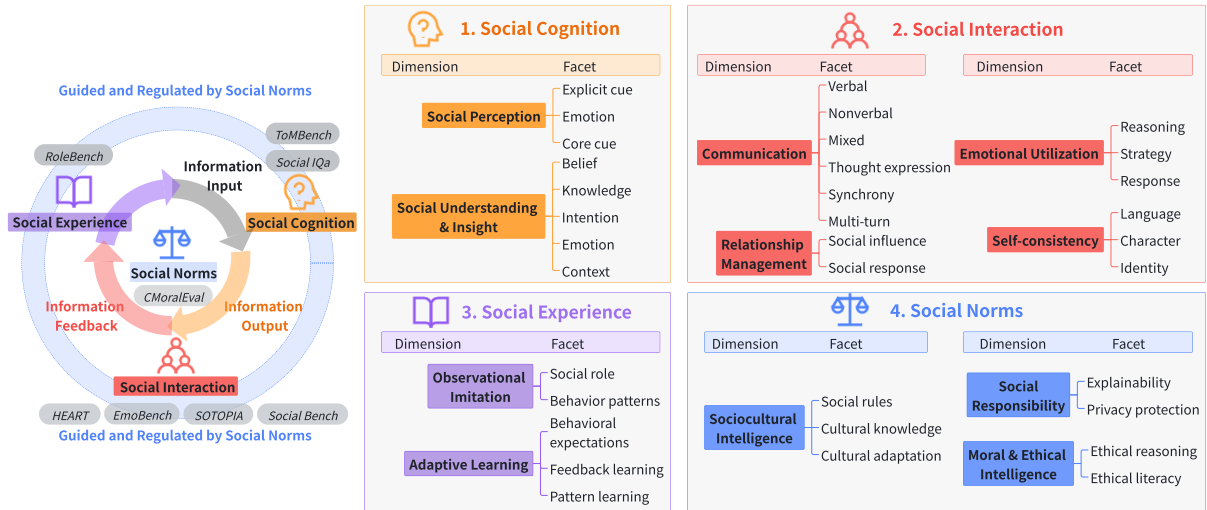 Guided and Regulated by Social Norms
ToMBench
RoleBench
Social IQa
Information
Input
Social Experience
Social Cognition
Social Norms
CMoralEval
Information
Feedback
Information
Output
Social Interaction
HEART
EmoBench
SOTOPIA
Social Bench
Guided and Regulated by Social Norms
1. Social Cognition
Dimension
Facet
Social Perception
Explicit cue
Emotion
Core cue
Social Understanding
& Insight
Belief
Knowledge
Intention
Emotion
Context
2. Social Interaction
Dimension
Facet
Communication
Verbal
Nonverbal
Mixed
Thought expression
Synchrony
Multi-turn
Relationship
Management
Social influence
Social response
Dimension
Facet
Emotional Utilization
Reasoning
Strategy
Response
Self-consistency
Language
Character
Identity
3. Social Experience
Dimension
Facet
Observational
Imitation
Social role
Behavior patterns
Adaptive Learning
Behavioral
expectations
Feedback learning
Pattern learning
4. Social Norms
Dimension
Facet
Sociocultural
Intelligence
Social rules
Cultural knowledge
Cultural adaptation
Dimension
Facet
Social
Responsibility
Explainability
Privacy protection
Moral & Ethical
Intelligence
Ethical reasoning
Ethical literacy